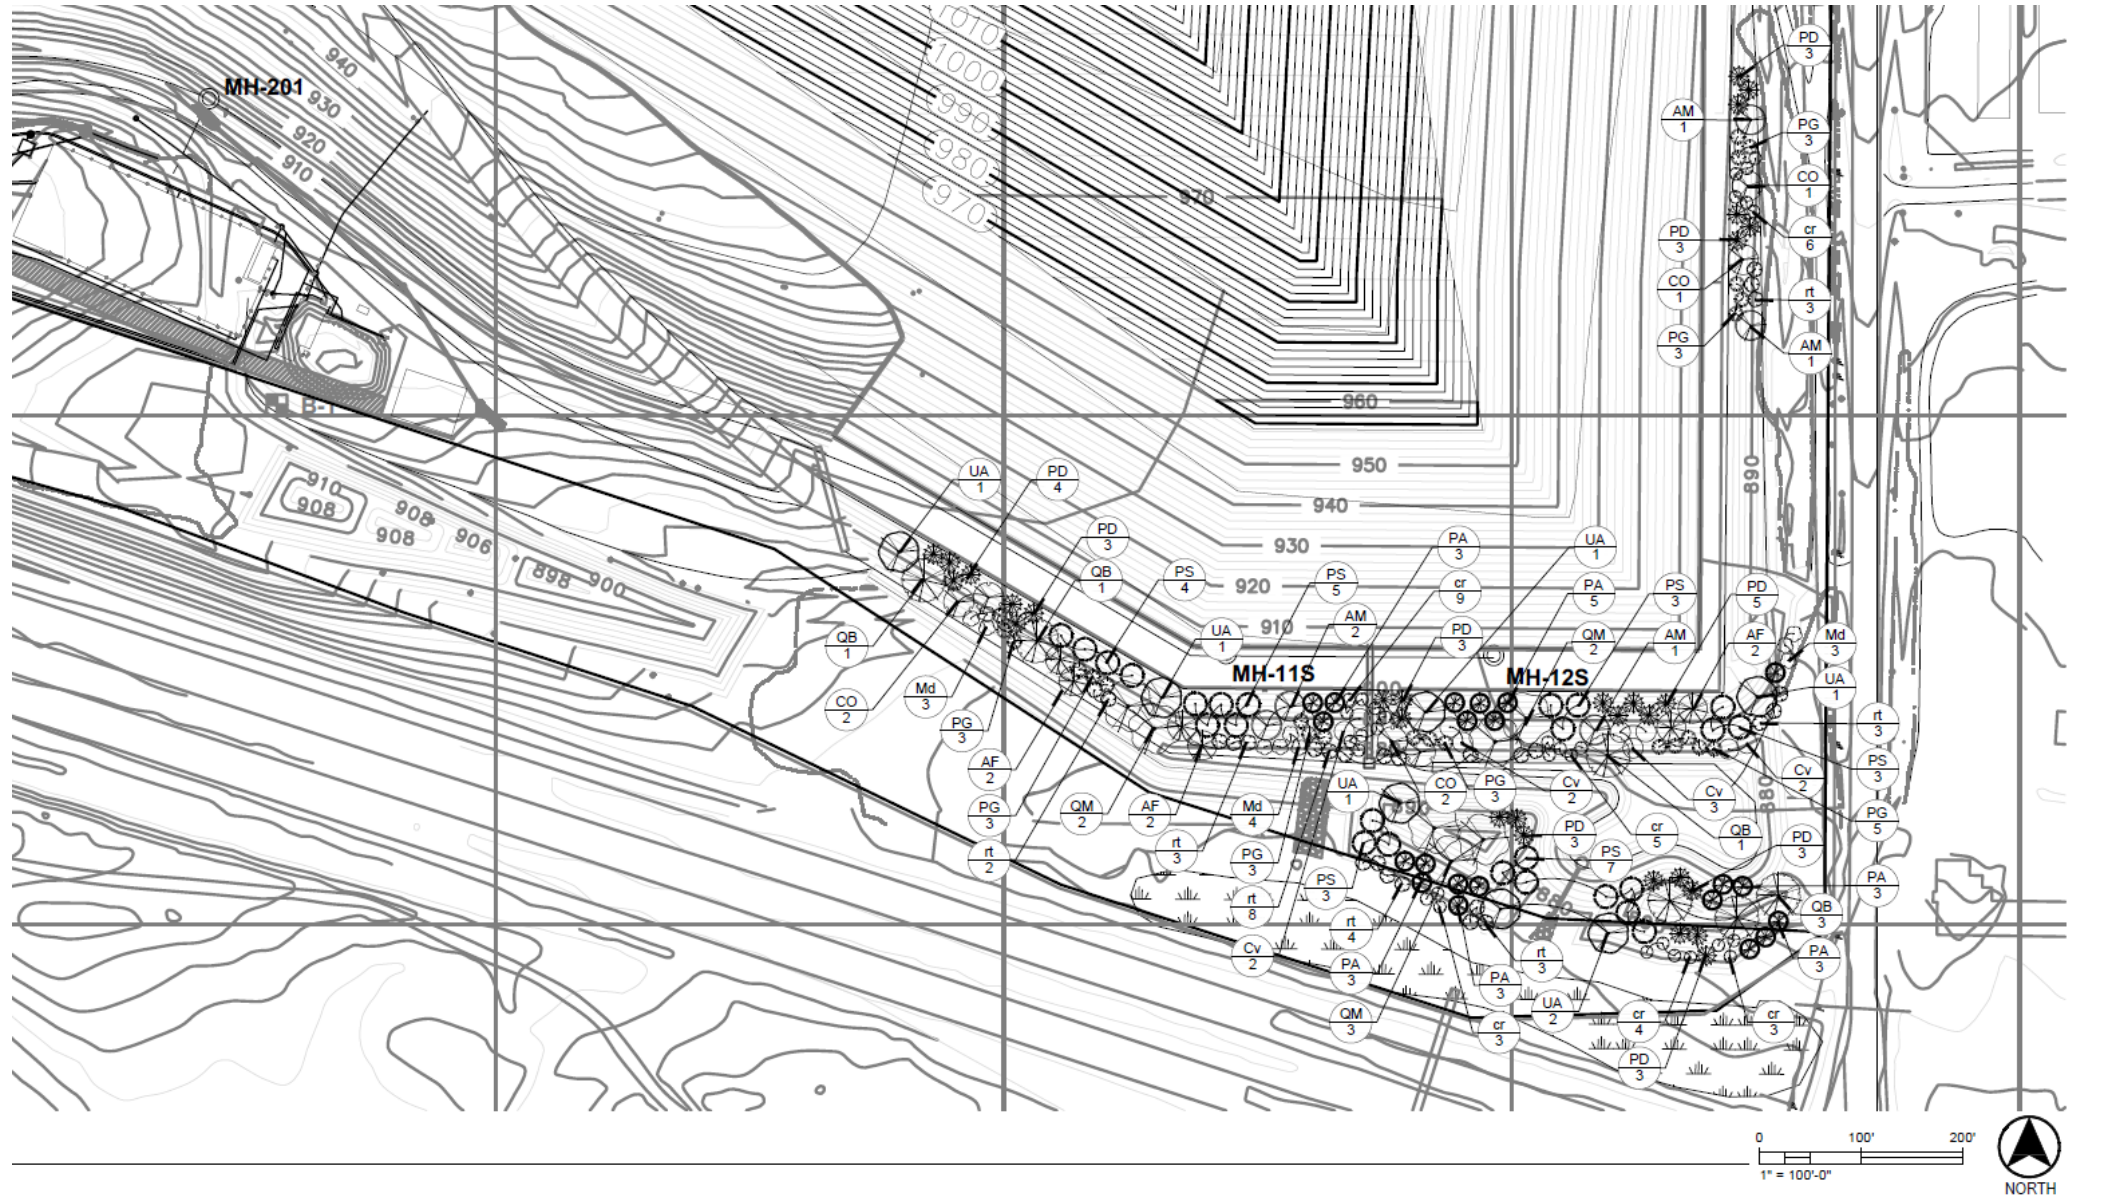 1010
PD
3
1000
940
MH-201
990
930
AM
1
PG
3
920
980
910
CO
1
970
970
PD
3
cr
6
CO
1
rt
3
PG
3
AM
1
B-1
960
890
950
UA
1
PD
4
910
908
940
908
908
906
PD
3
PA
3
UA
1
930
898
900
QB
1
PS
4
920
PS
5
cr
9
PA
5
PS
3
PD
5
QB
1
UA
1
910
AM
2
PD
3
QM
2
AM
1
AF
2
Md
3
MH-11S
MH-12S
CO
2
Md
3
UA
1
PG
3
rt
3
AF
2
PS
3
UA
1
CO
2
PG
3
Cv
2
Cv
3
Cv
2
880
PG
3
QM
2
AF
2
Md
4
890
PG
5
rt
2
rt
3
PG
3
PD
3
cr
5
QB
1
PD
3
PS
3
PS
7
PA
3
rt
8
880
QB
3
rt
4
Cv
2
PA
3
rt
3
PA
3
PA
3
QM
3
cr
3
UA
2
cr
4
cr
3
PD
3
0 100' 200'
1" = 100'-0"
NORTH